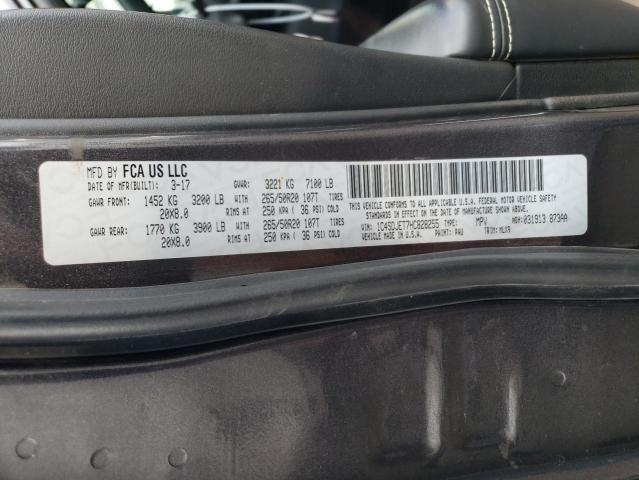 MFD BY FCA US LLC
DATE OF MFR(BUILT): 3-17 GVWR: 3221 KG 7100 LB
GAWR FRONT: 1452 KG 3200 LB WITH 265/50R20 107T TIRES
20X8.0 RIMS AT 250 KPA ( 36 PSI) COLD
GAWR REAR: 1770 KG 3900 LB WITH 265/50R20 107T TIRES
20X8.0 RIMS AT 250 KPA ( 36 PSI) COLD
THIS VEHICLE CONFORMS TO ALL APPLICABLE U.S.A. FEDERAL MOTOR VEHICLE SAFETY
STANDARDS IN EFFECT ON THE DATE OF MANUFACTURE SHOWN ABOVE.
VIN: 1C4SDJET7HC828255 TYPE: MPV MDH: 031913 873AA
VEHICLE MADE IN U.S.A. PAINT: PAU TRIM: MLX9